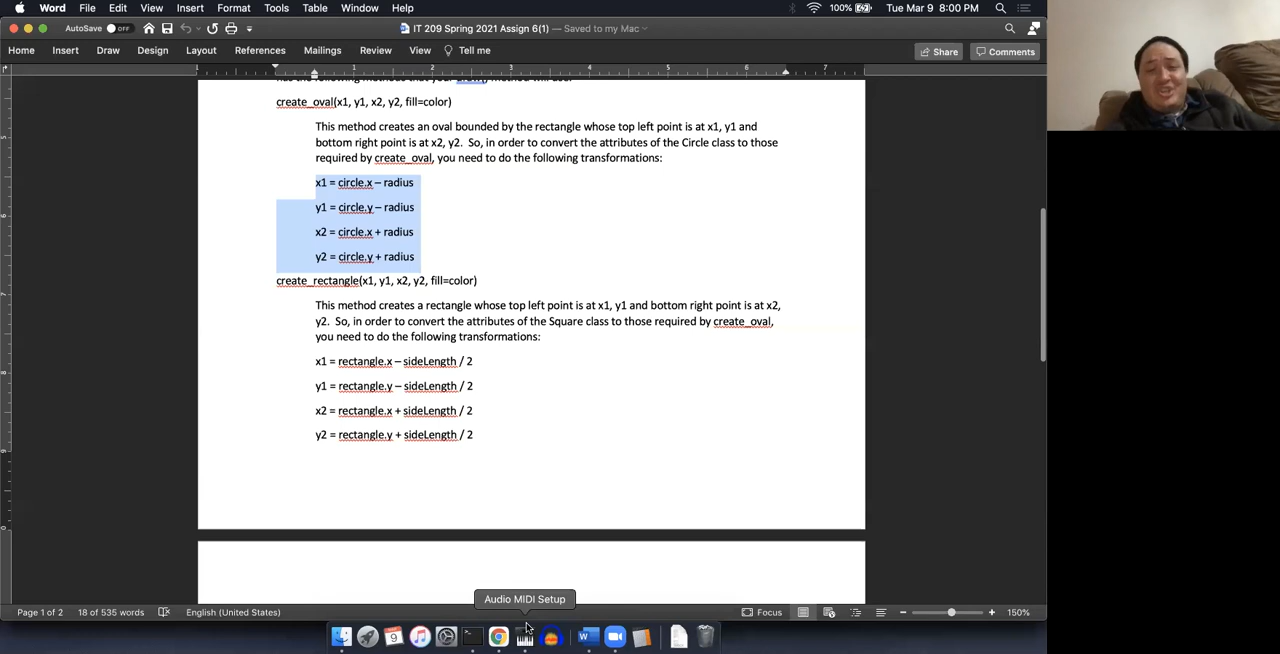 Word File Edit View Insert Format Tools Table Window Help 100% Tue Mar 9 8:00 PM
AutoSave OFF IT 209 Spring 2021 Assign 6(1) — Saved to my Mac
Home Insert Draw Design Layout References Mailings Review View Tell me Share Comments
1 1 2 3 4 5 6 7
create_oval(x1, y1, x2, y2, fill=color)
This method creates an oval bounded by the rectangle whose top left point is at x1, y1 and
bottom right point is at x2, y2. So, in order to convert the attributes of the Circle class to those
required by create_oval, you need to do the following transformations:
x1 = circle.x – radius
y1 = circle.y – radius
x2 = circle.x + radius
y2 = circle.y + radius
create_rectangle(x1, y1, x2, y2, fill=color)
This method creates a rectangle whose top left point is at x1, y1 and bottom right point is at x2,
y2. So, in order to convert the attributes of the Square class to those required by create_oval,
you need to do the following transformations:
x1 = rectangle.x – sideLength / 2
y1 = rectangle.y – sideLength / 2
x2 = rectangle.x + sideLength / 2
y2 = rectangle.y + sideLength / 2
Audio MIDI Setup
Page 1 of 2 18 of 535 words English (United States) Focus 150%
9